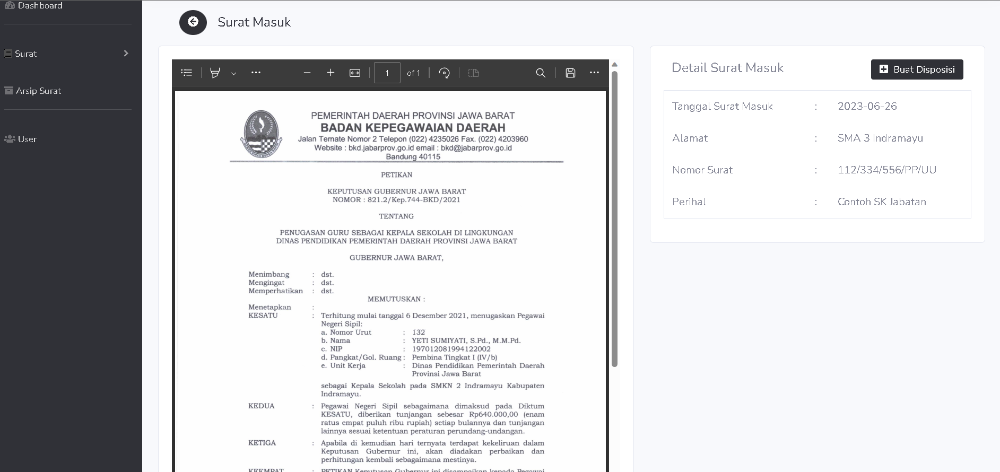 Dashboard
Surat
Arsip Surat
User
Surat Masuk
1 of 1
PEMERINTAH DAERAH PROVINSI JAWA BARAT
BADAN KEPEGAWAIAN DAERAH
Jalan Ternate Nomor 2 Telepon (022) 4235026 Fax. (022) 4203960
Website : bkd.jabarprov.go.id email : bkd@jabarprov.go.id
Bandung 40115
PETIKAN
KEPUTUSAN GUBERNUR JAWA BARAT
NOMOR : 821.2/Kep.744-BKD/2021
TENTANG
PENUGASAN GURU SEBAGAI KEPALA SEKOLAH DI LINGKUNGAN
DINAS PENDIDIKAN PEMERINTAH DAERAH PROVINSI JAWA BARAT
GUBERNUR JAWA BARAT,
Menimbang : dst.
Mengingat : dst.
Memperhatikan : dst.
MEMUTUSKAN :
Menetapkan :
KESATU : Terhitung mulai tanggal 6 Desember 2021, menugaskan Pegawai
Negeri Sipil:
a. Nomor Urut : 132
b. Nama : YETI SUMIYATI, S.Pd., M.M.Pd.
c. NIP : 197012081994122002
d. Pangkat/Gol. Ruang : Pembina Tingkat I (IV/b)
e. Unit Kerja : Dinas Pendidikan Pemerintah Daerah
Provinsi Jawa Barat
sebagai Kepala Sekolah pada SMKN 2 Indramayu Kabupaten
Indramayu.
KEDUA : Pegawai Negeri Sipil sebagaimana dimaksud pada Diktum
KESATU, diberikan tunjangan sebesar Rp640.000,00 (enam
ratus empat puluh ribu rupiah) setiap bulannya dan tunjangan
lainnya sesuai ketentuan peraturan perundang-undangan.
KETIGA : Apabila di kemudian hari ternyata terdapat kekeliruan dalam
Keputusan Gubernur ini, akan diadakan perbaikan dan
perhitungan kembali sebagaimana mestinya.
KEEMPAT : PETIKAN Keputusan Gubernur ini disampaikan kepada Pegawai
Detail Surat Masuk
Buat Disposisi
Tanggal Surat Masuk : 2023-06-26
Alamat : SMA 3 Indramayu
Nomor Surat : 112/334/556/PP/UU
Perihal : Contoh SK Jabatan